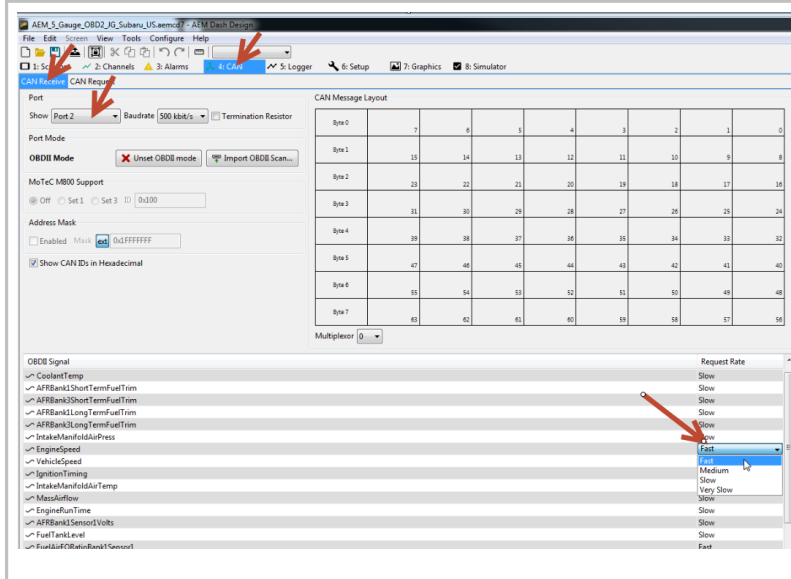 AEM_5_Gauge_OBD2_JG_Subaru_US.aemcd7 - AEM Dash Design
File Edit Screen View Tools Configure Help
2: Channels 3: Alarms 4: CAN 5: Logger 6: Setup 7: Graphics 8: Simulator
CAN Receive CAN Request
Port
CAN Message Layout
Show Port 2 Baudrate 500 kbit/s Termination Resistor
Byte 0 7 6 5 4 3 2 1 0
Port Mode
Byte 1 15 14 13 12 11 10 9 8
OBDII Mode Unset OBDII mode Import OBDII Scan...
MoTeC M800 Support
Byte 2 23 22 21 20 19 18 17 16
Off Set 1 Set 3 ID 0x100
Byte 3 31 30 29 28 27 26 25 24
Address Mask
Byte 4 39 38 37 36 35 34 33 32
Enabled Mask ext 0x1FFFFFFF
Show CAN IDs in Hexadecimal
Byte 5 47 46 45 44 43 42 41 40
Byte 6 55 54 53 52 51 50 49 48
Byte 7 63 62 61 60 59 58 57 56
Multiplexor 0
OBDII Signal Request Rate
CoolantTemp Slow
AFRBank1ShortTermFuelTrim Slow
AFRBank3ShortTermFuelTrim Slow
AFRBank1LongTermFuelTrim Slow
AFRBank3LongTermFuelTrim Slow
IntakeManifoldAirPress Slow
EngineSpeed Fast
VehicleSpeed Fast
IgnitionTiming Medium
IntakeManifoldAirTemp Slow
Very Slow
MassAirflow Slow
EngineRunTime Slow
AFRBank1Sensor1Volts Slow
FuelTankLevel Slow
FuelAirEQRatioBank1Sensor1 Fast